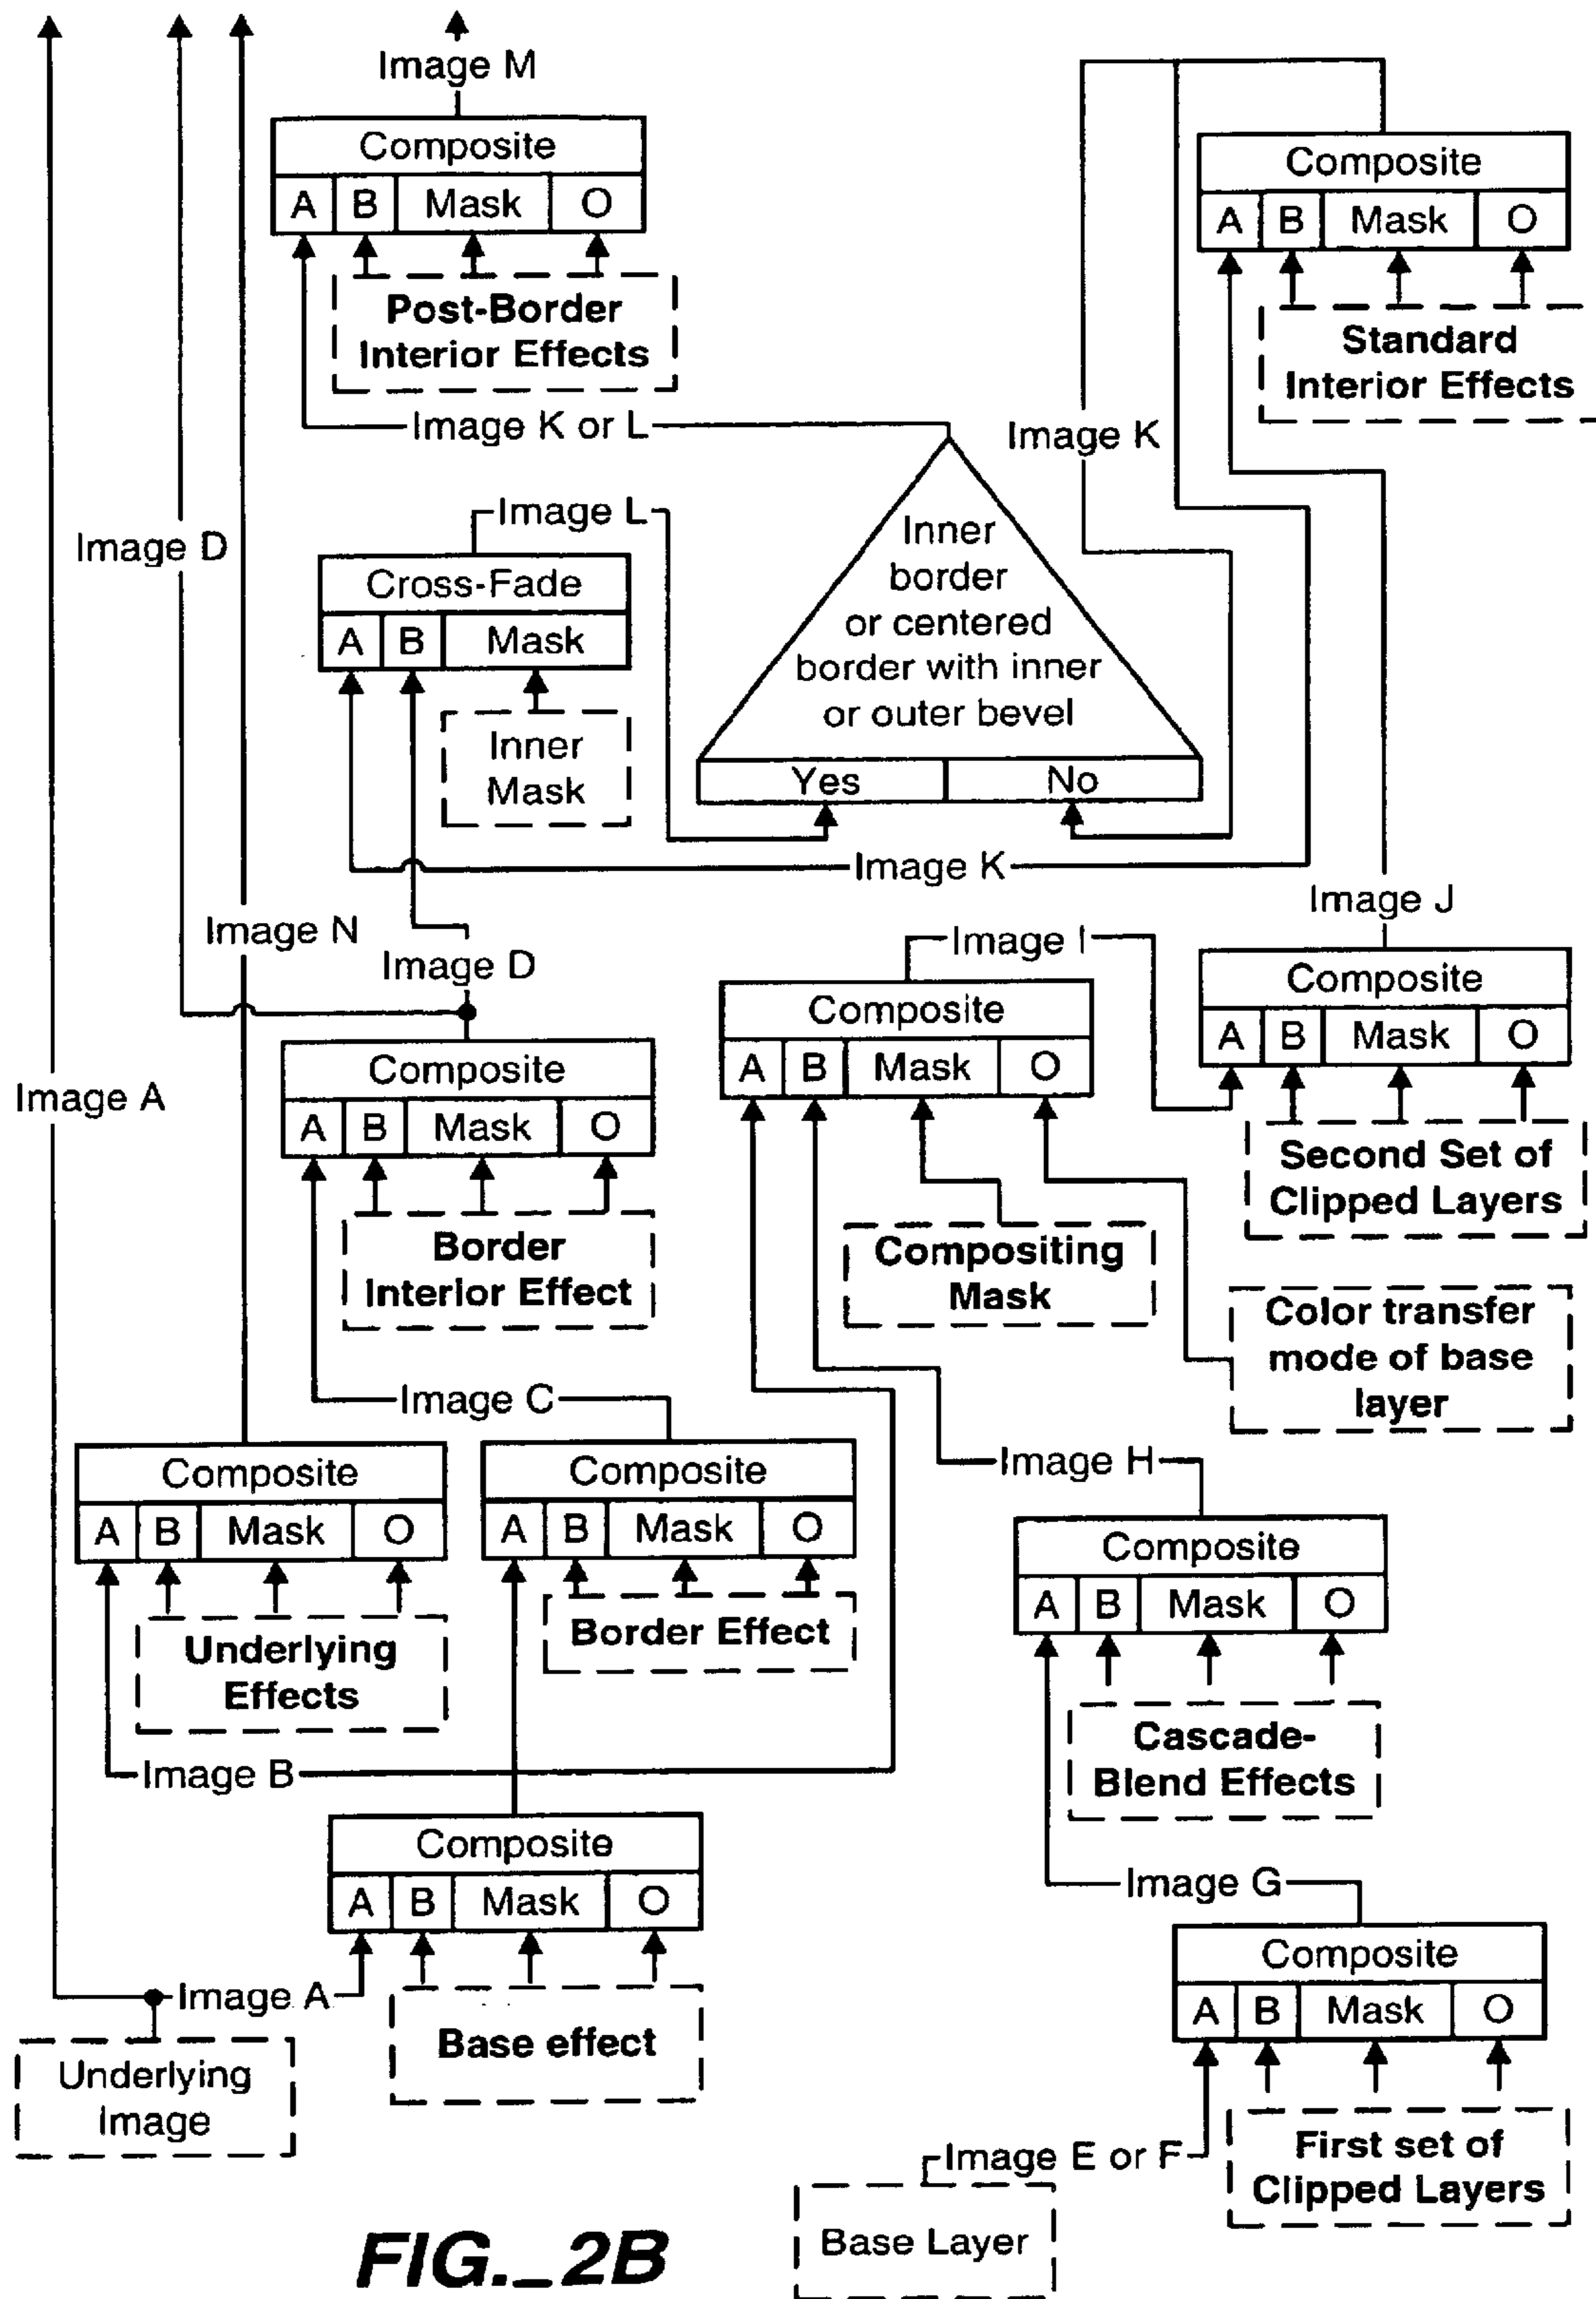 Image M
Composite
A B Mask O
Post-Border
Interior Effects
Image K or L
Composite
A B Mask O
Standard
Interior Effects
Image K
Image D
Image L
Cross-Fade
A B Mask
Inner
Mask
Inner
border
or centered
border with inner
or outer bevel
Yes No
Image K
Image J
Image N
Image D
Image I
Composite
A B Mask O
Composite
A B Mask O
Second Set of
Clipped Layers
Image A
Composite
A B Mask O
Border
Interior Effect
Compositing
Mask
Color transfer
mode of base
layer
Image C
Image H
Composite
A B Mask O
Underlying
Effects
Composite
A B Mask O
Border Effect
Composite
A B Mask O
Cascade-
Blend Effects
Image B
Composite
A B Mask O
Image A
Base effect
Underlying
Image
Image G
Composite
A B Mask O
First set of
Clipped Layers
Image E or F
Base Layer
FIG._2B